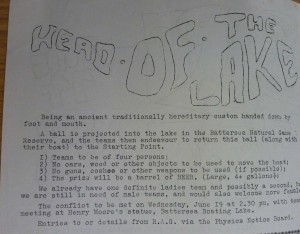 HEAD · OF · THE
LAKE
Being an ancient traditionally hereditary custom handed down by
foot and mouth.
A ball is projected into the lake in the Battersea Natural Game
Reserve, and the teams then endeavour to return this ball (along with
their boat) to the Starting Point.
1) Teams to be of four persons;
2) No oars, wood or other objects to be used to move the boat;
3) No guns, or other weapons to be used (if possible);
4) The prize will be a barrel of BEER, (Large, 4½ gallons);
We already have one definite ladies team and possibly a second, b
we are still in need of male teams, and would also welcome more female
The conflict to be met on Wednesday, June 19 at 2.30 pm. with
meeting at Henry Moore's statue, Battersea Boating Lake.
Entries to or details from via the Physics Notice Board.